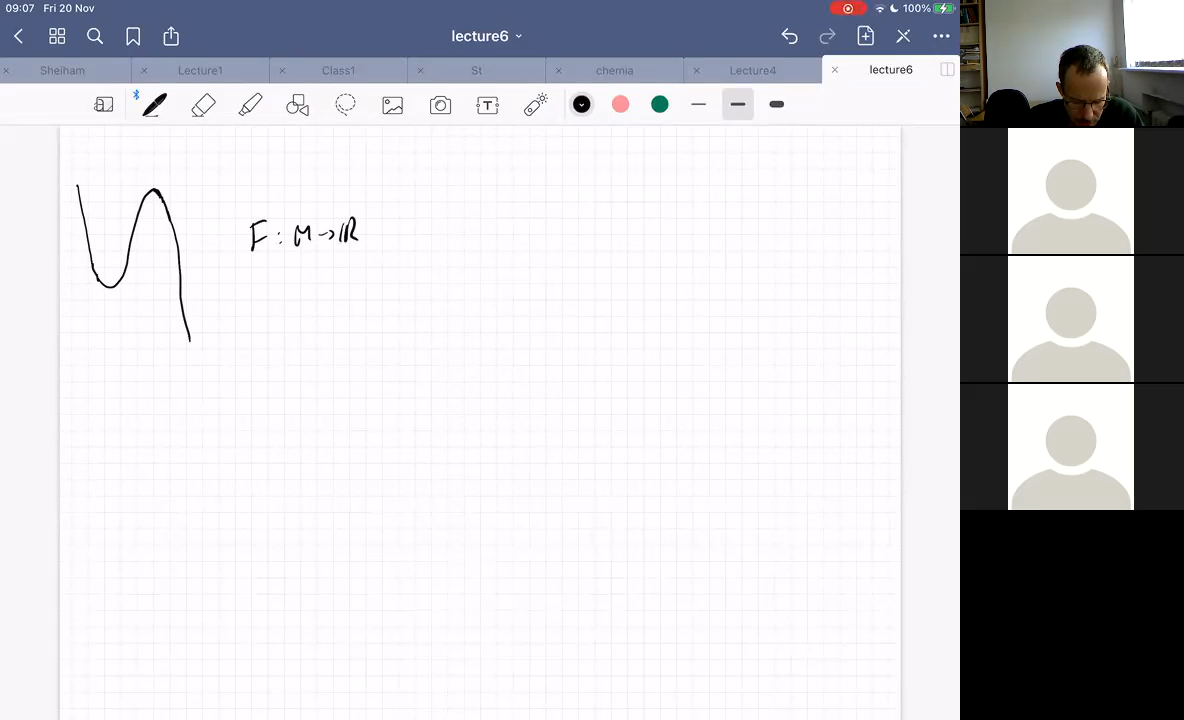 09:07 Fri 20 Nov
100%
lecture6
Sheiham
Lecture1
Class1
St
chemia
Lecture4
lecture6
T
F : M → ℝ